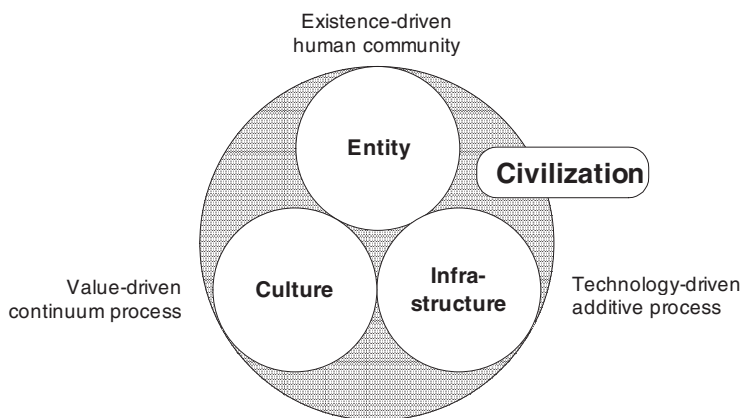 Existence-driven
human community
Entity
Civilization
Value-driven
continuum process
Culture
Infra-
structure
Technology-driven
additive process